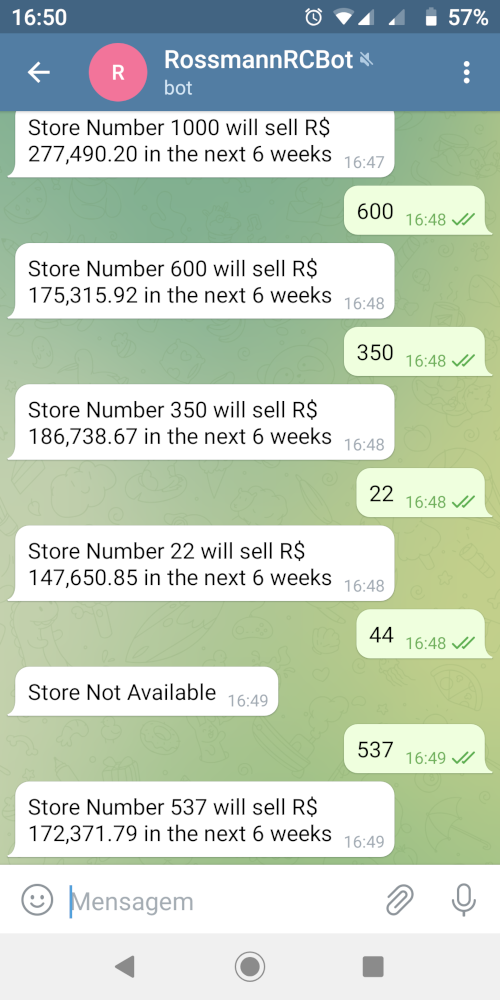 16:50 57%
R RossmannRCBot
bot
Store Number 1000 will sell R$
277,490.20 in the next 6 weeks 16:47
600 16:48
Store Number 600 will sell R$
175,315.92 in the next 6 weeks 16:48
350 16:48
Store Number 350 will sell R$
186,738.67 in the next 6 weeks 16:48
22 16:48
Store Number 22 will sell R$
147,650.85 in the next 6 weeks 16:48
44 16:48
Store Not Available 16:49
537 16:49
Store Number 537 will sell R$
172,371.79 in the next 6 weeks 16:49
Mensagem